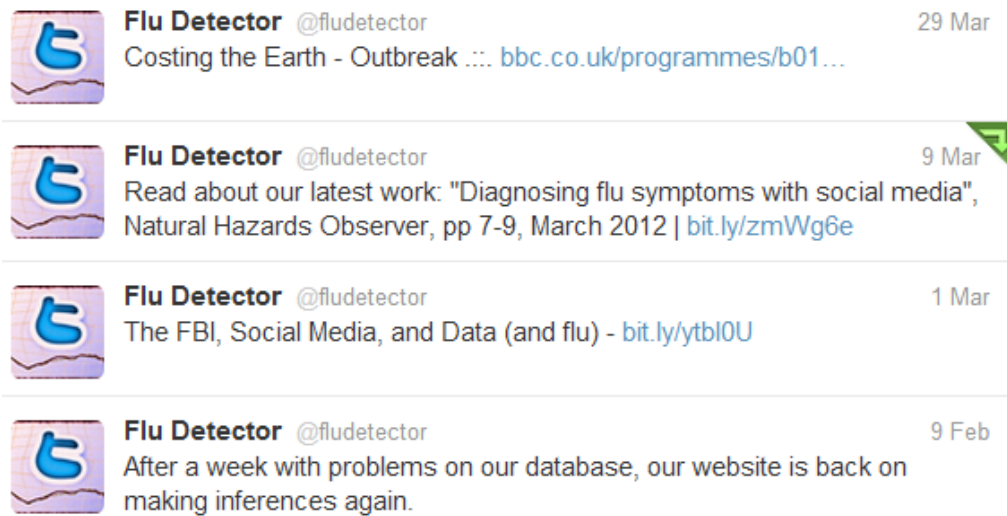 Flu Detector @fludetector 29 Mar
Costing the Earth - Outbreak .::. bbc.co.uk/programmes/b01…
Flu Detector @fludetector 9 Mar
Read about our latest work: "Diagnosing flu symptoms with social media",
Natural Hazards Observer, pp 7-9, March 2012 | bit.ly/zmWg6e
Flu Detector @fludetector 1 Mar
The FBI, Social Media, and Data (and flu) - bit.ly/ytbl0U
Flu Detector @fludetector 9 Feb
After a week with problems on our database, our website is back on
making inferences again.